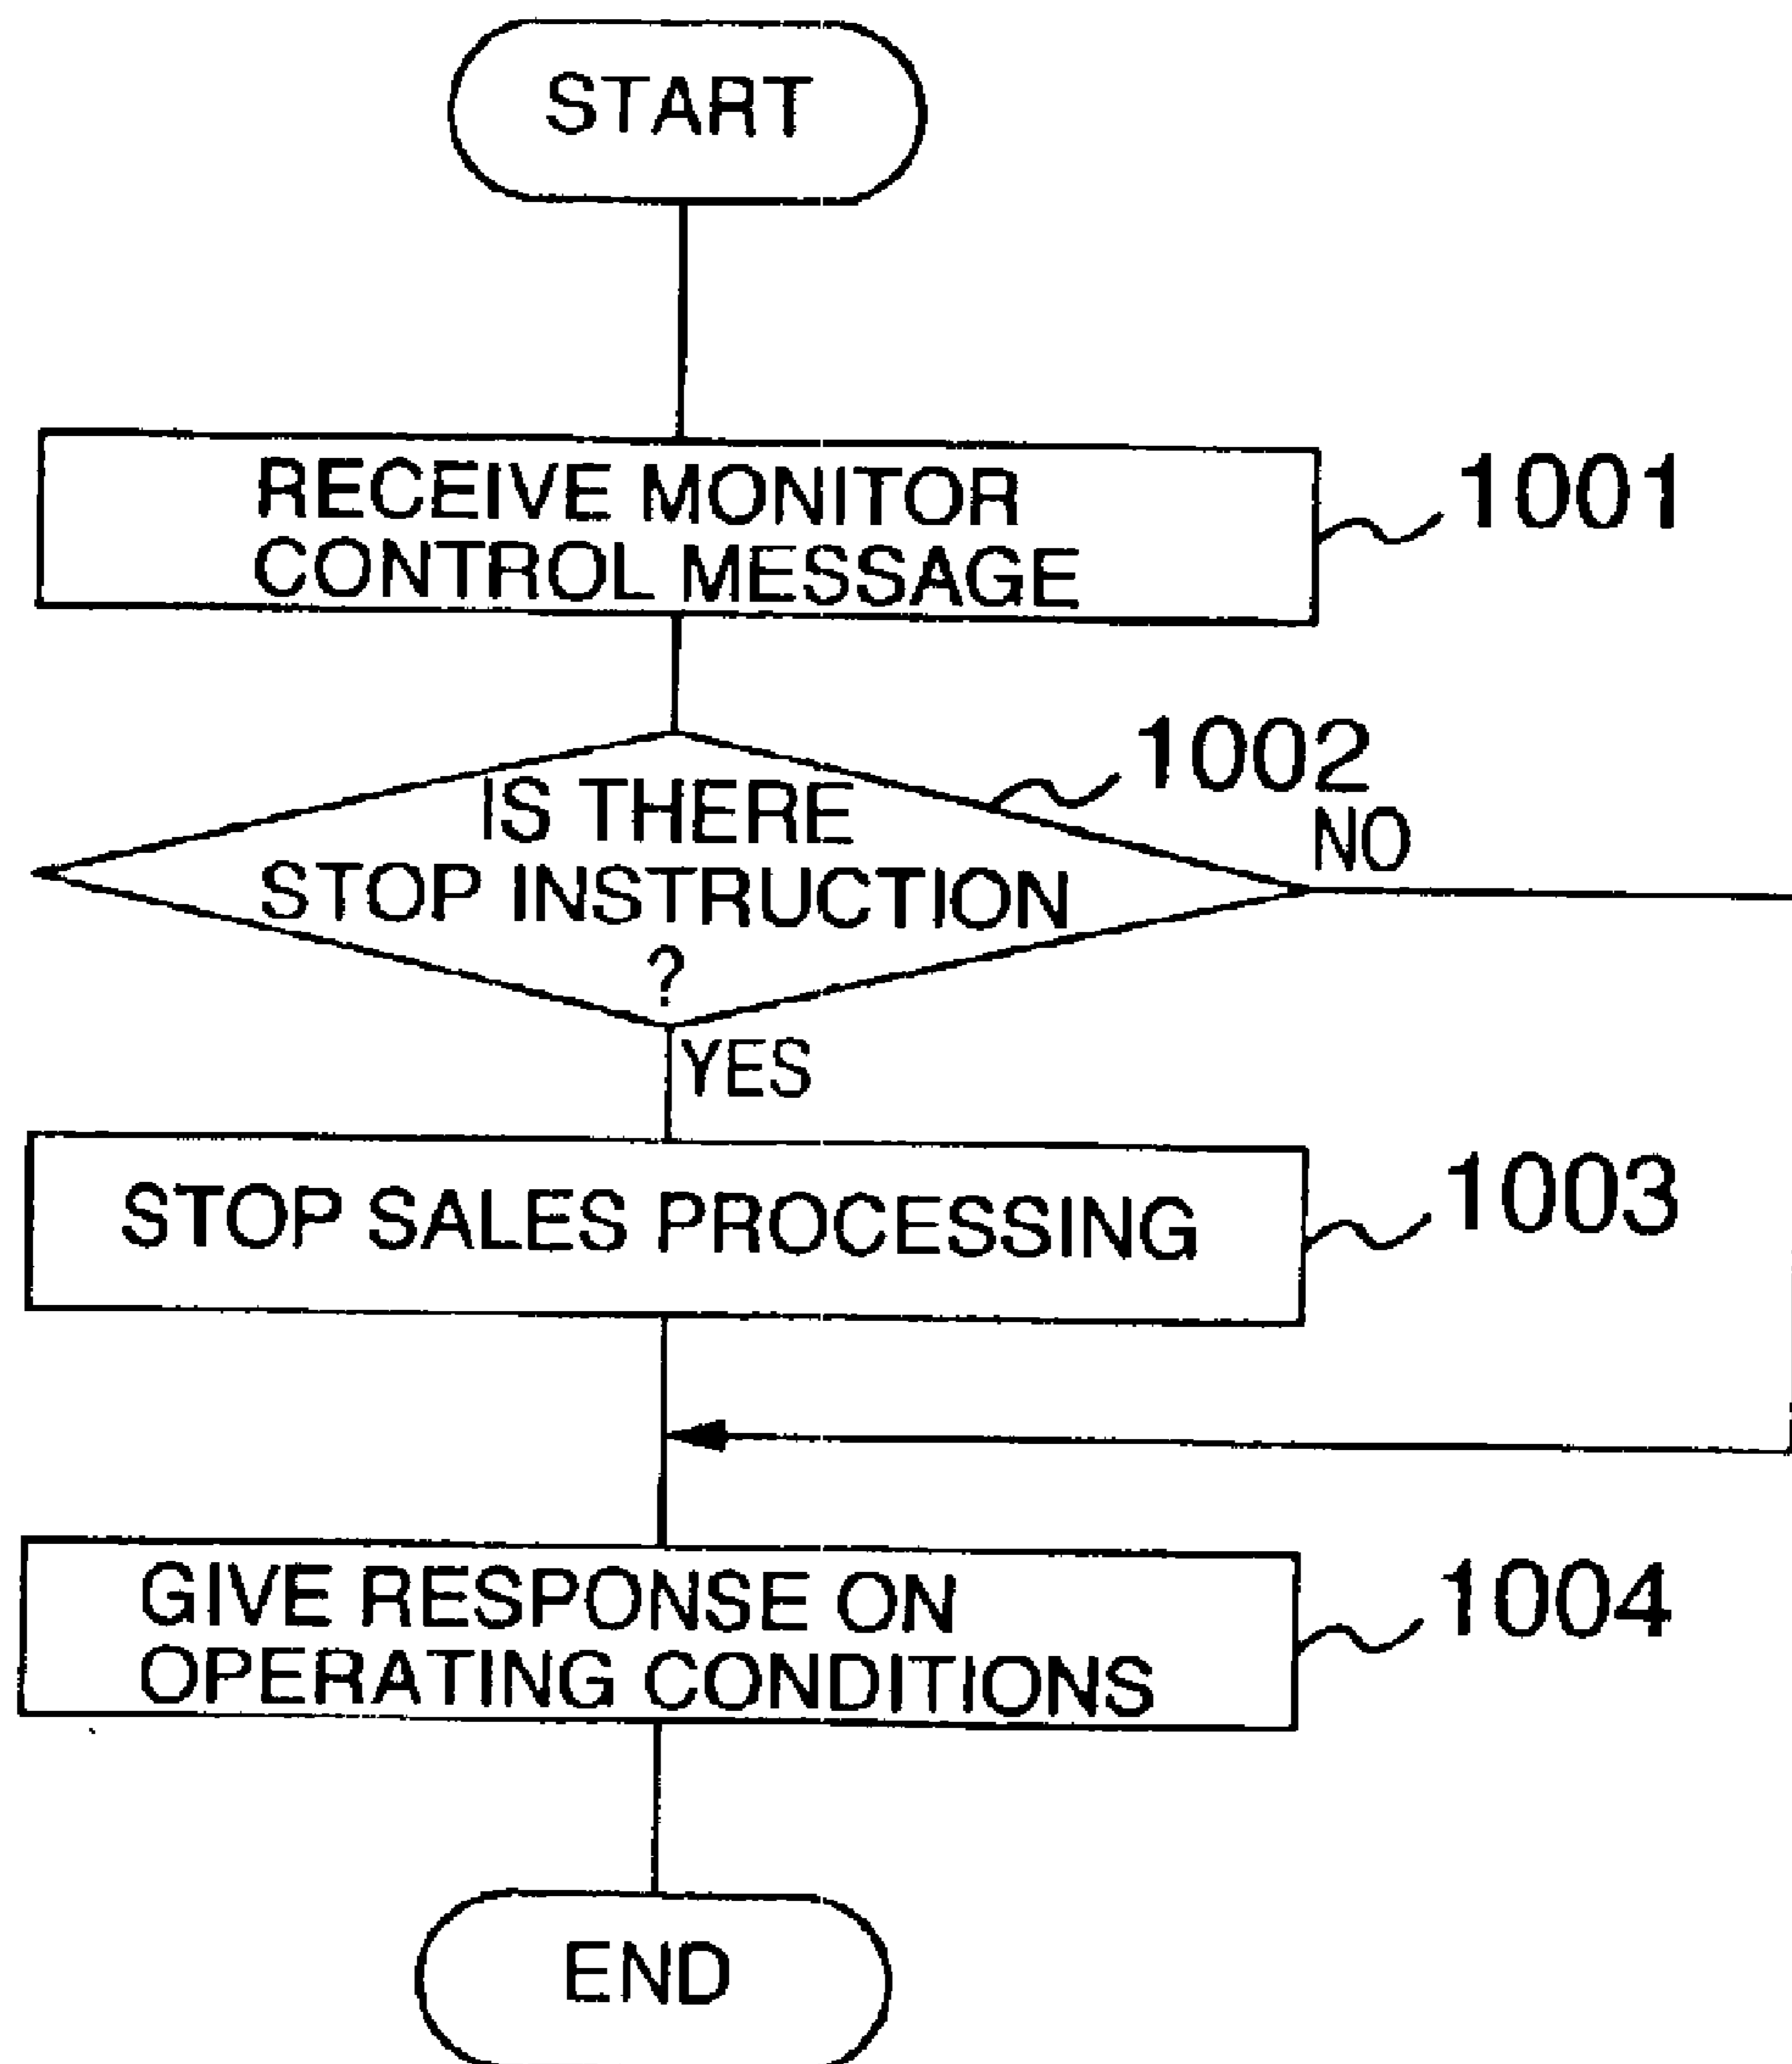 START
RECEIVE MONITOR
CONTROL MESSAGE
1001
1002
IS THERE
STOP INSTRUCTION
?
NO
YES
STOP SALES PROCESSING
1003
GIVE RESPONSE ON
OPERATING CONDITIONS
1004
END